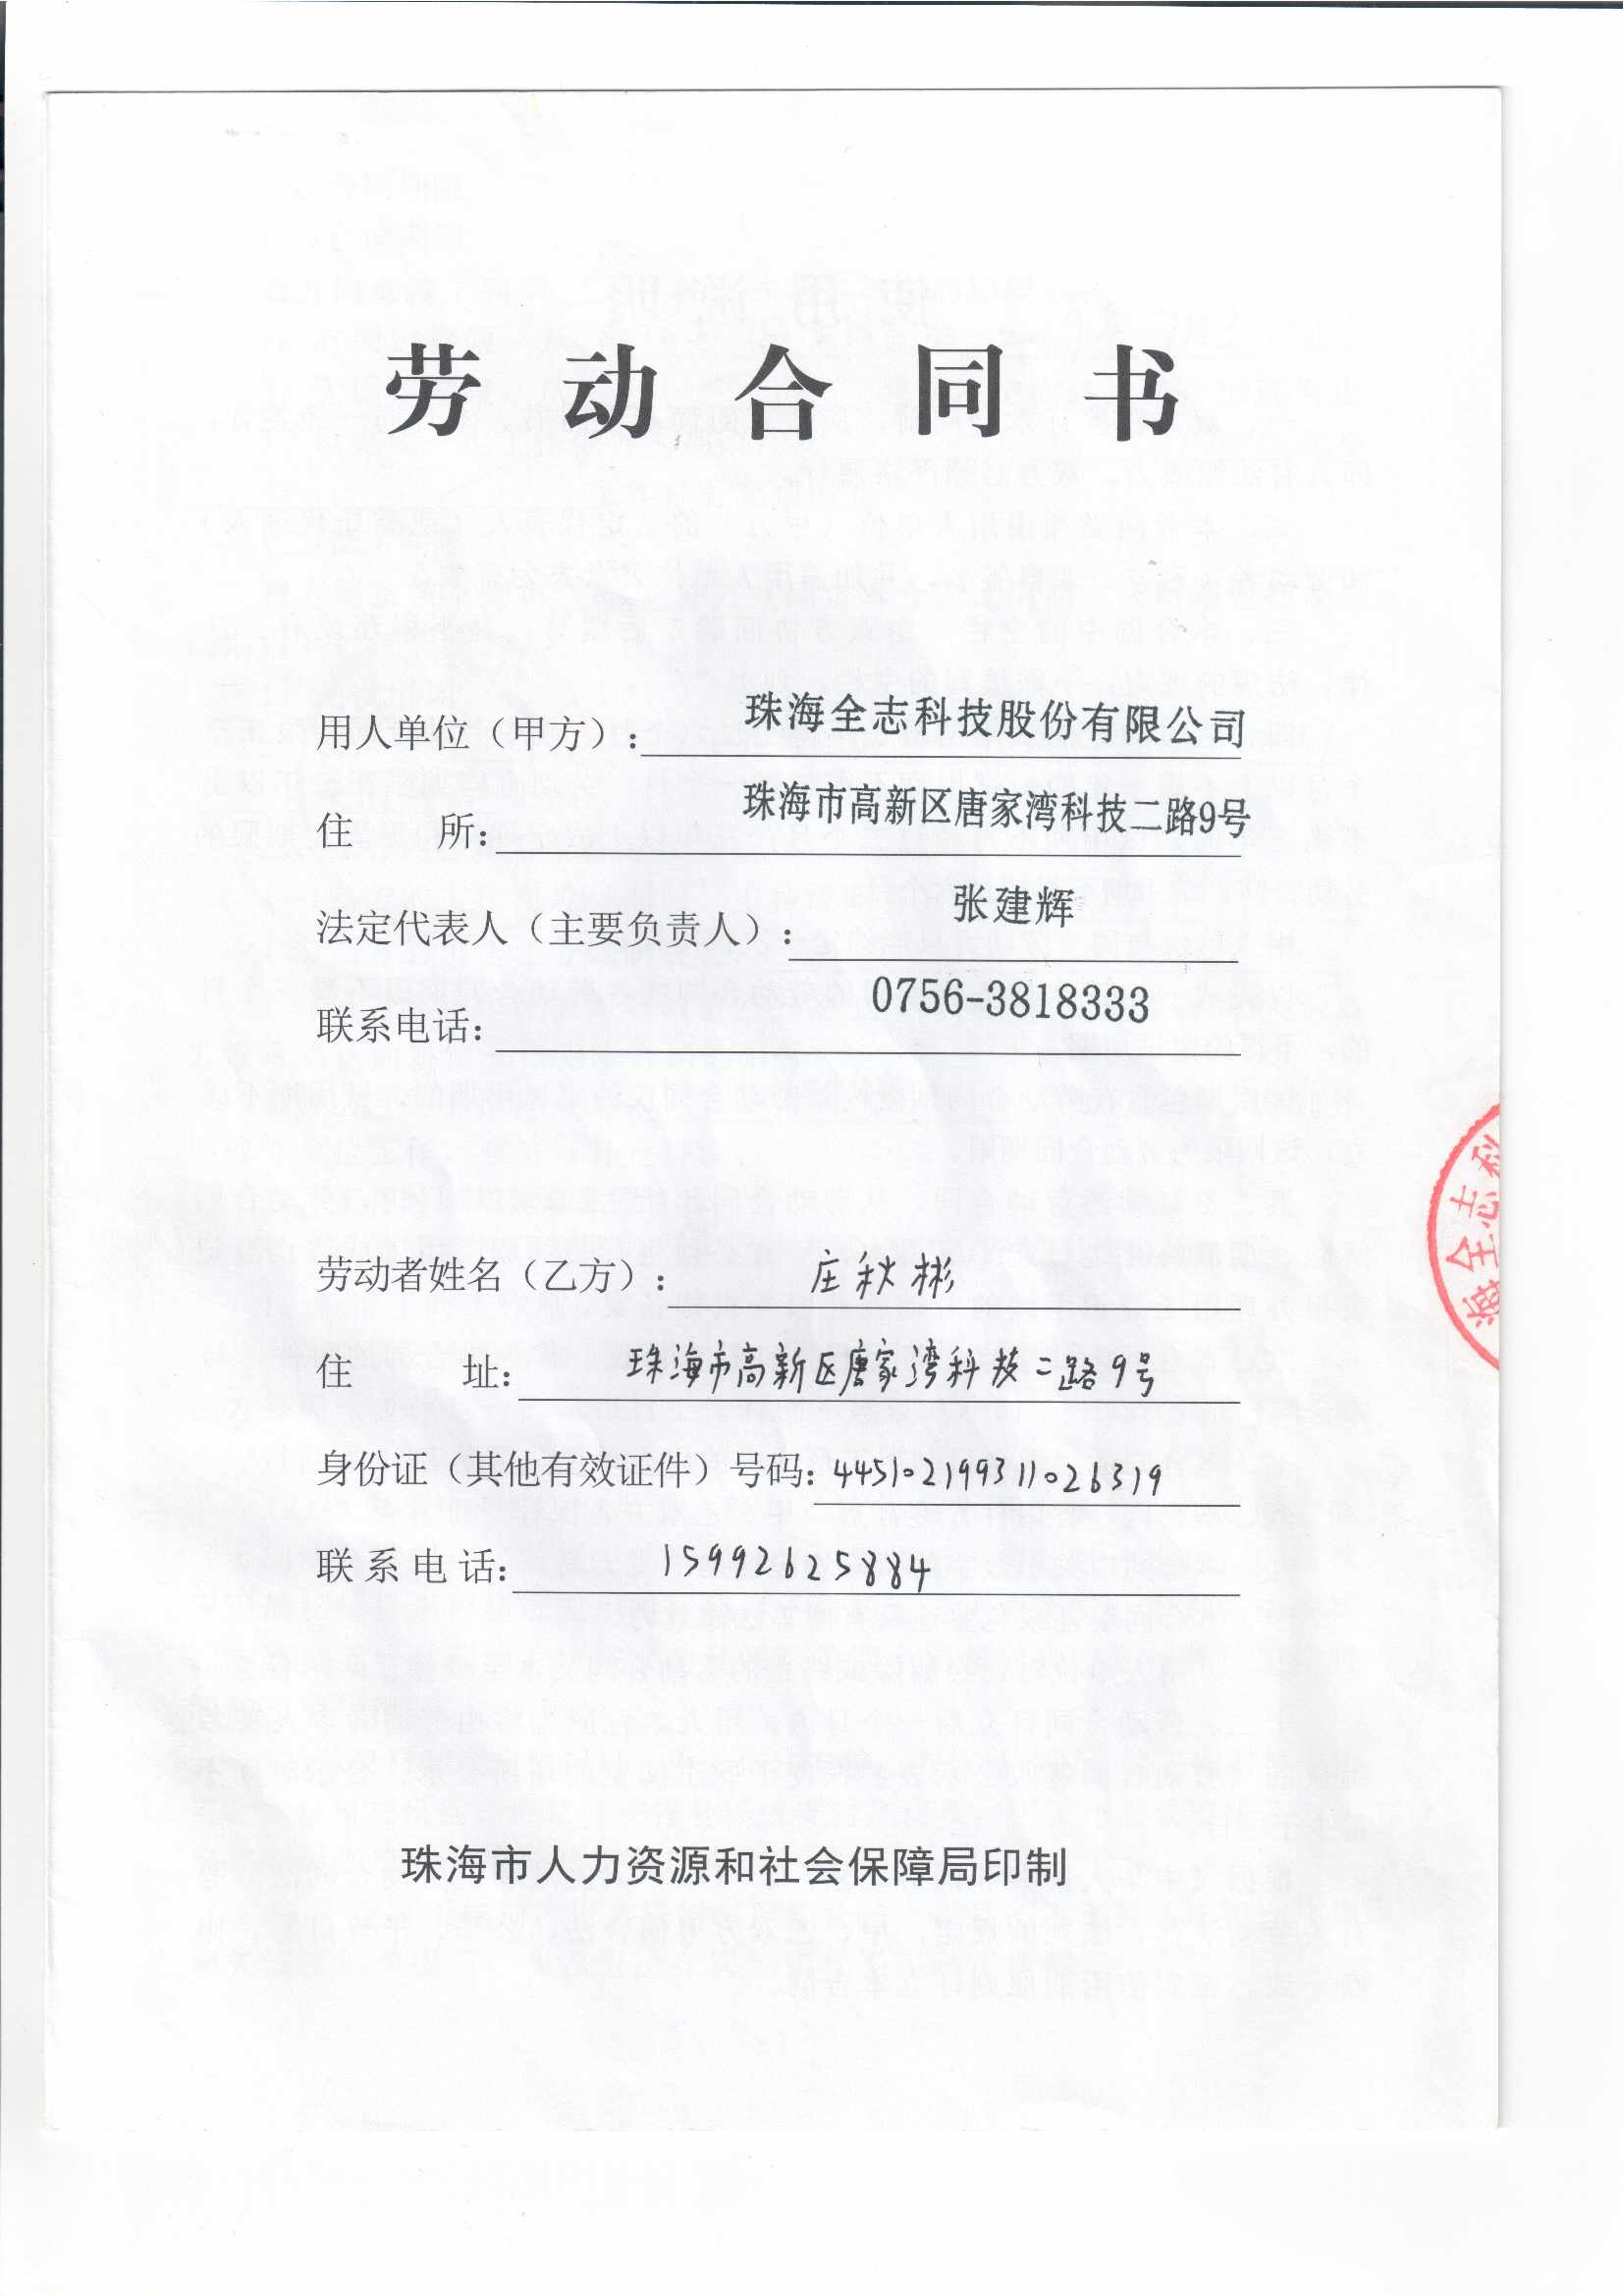 劳动合同书
用人单位（甲方）：珠海全志科技股份有限公司
住所：珠海市高新区唐家湾科技二路9号
法定代表人（主要负责人）：张建辉
联系电话：0756-3818333
劳动者姓名（乙方）：庄秋彬
住址：珠海市高新区唐家湾科技二路9号
身份证（其他有效证件）号码：445102199311026319
联系电话：15992625884
珠海市人力资源和社会保障局印制
海全志科